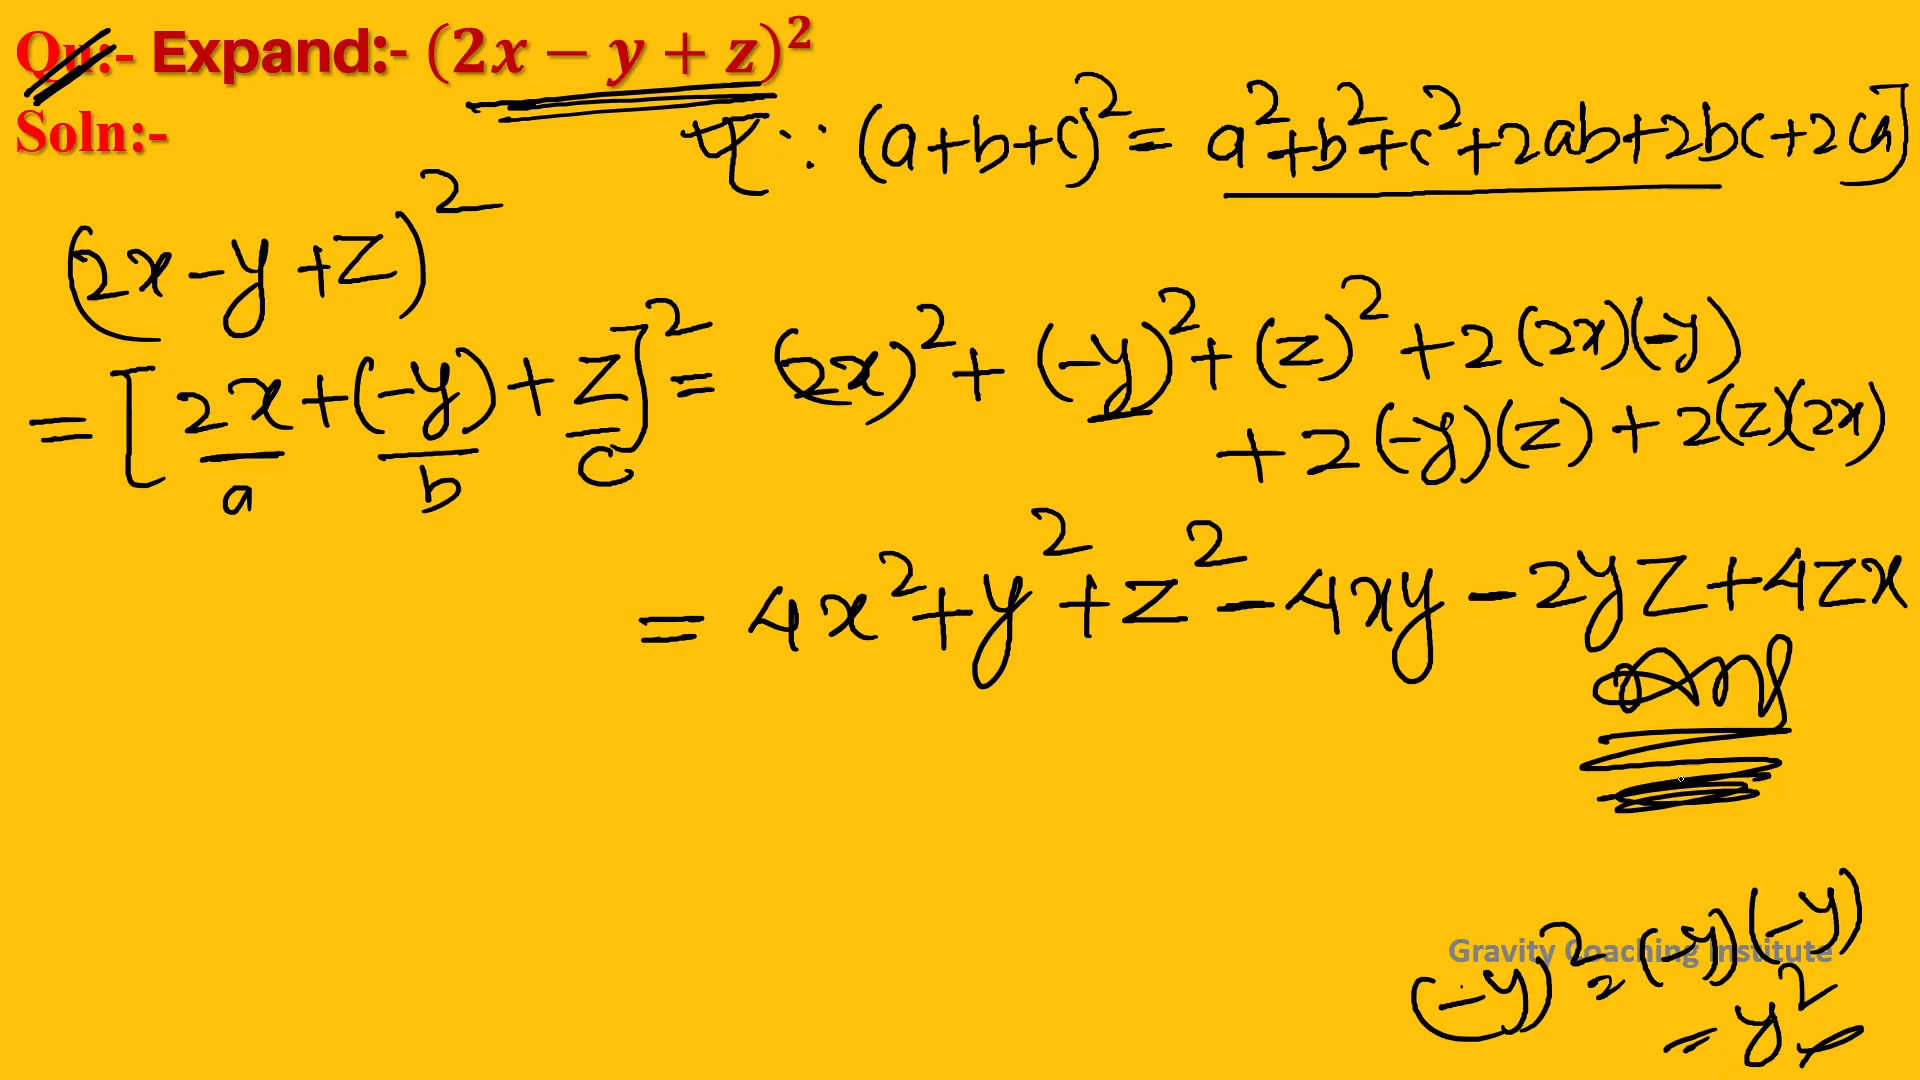 Qu:- Expand:- (2x − y + z)²
Soln:-
[∵ (a+b+c)² = a²+b²+c²+2ab+2bc+2ca]
(2x-y+z)²
= [2x+(-y)+z]² = (2x)²+(-y)²+(z)²+2(2x)(-y)
+2(-y)(z)+2(z)(2x)
a b c
= 4x²+y²+z²-4xy-2yz+4zx
Ans
Gravity Coaching Institute
(-y)² = (-y)(-y)
= y²